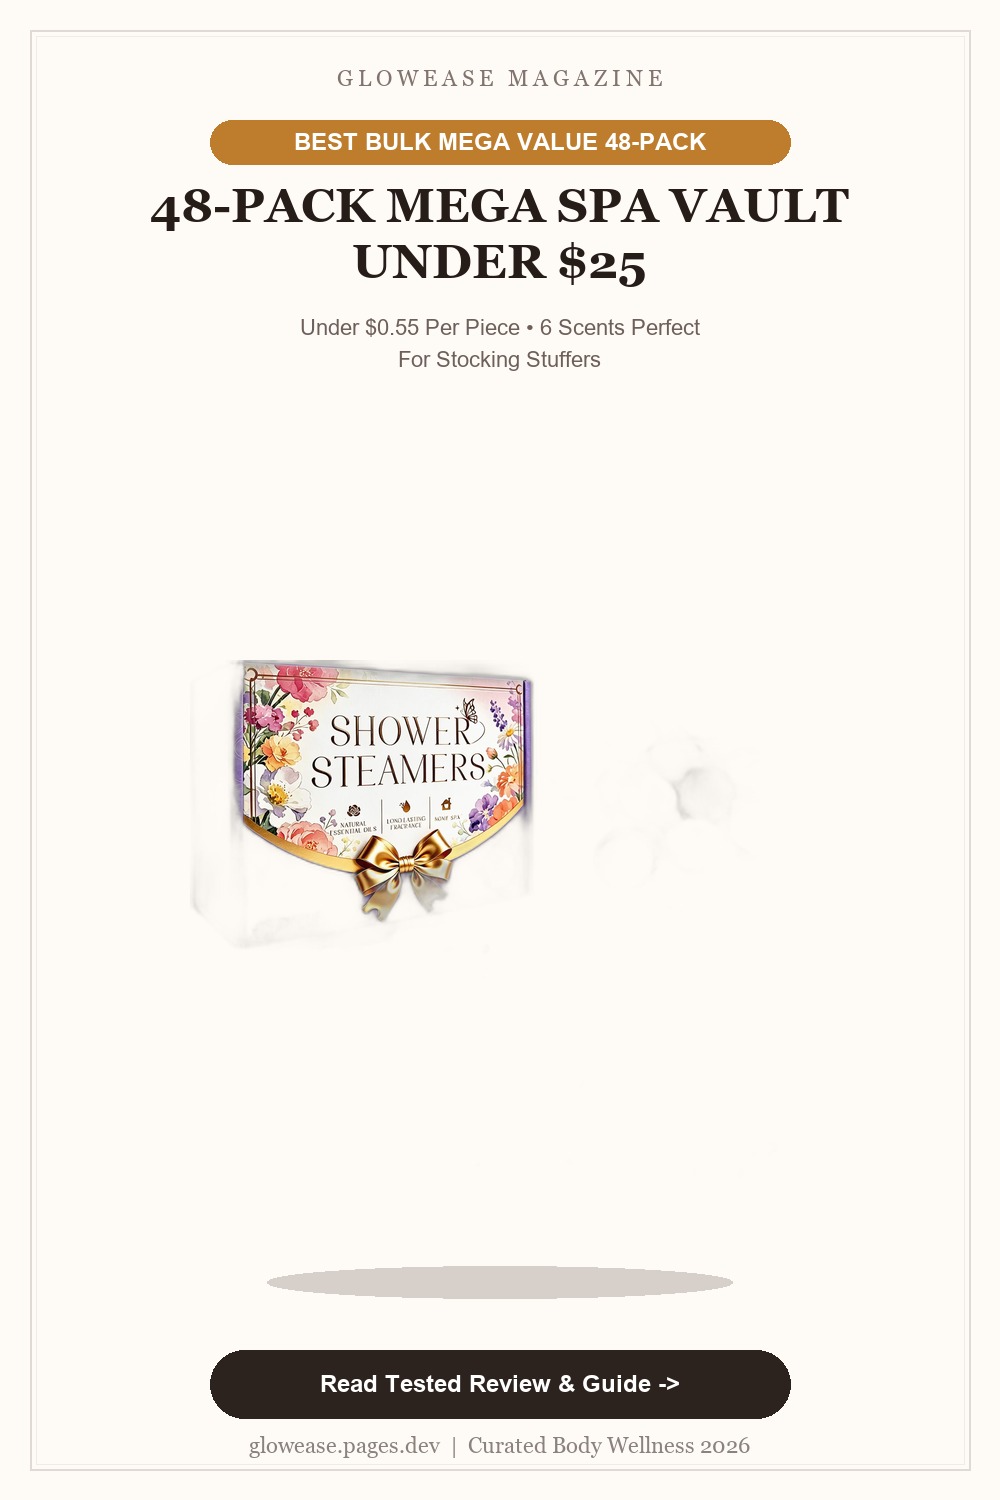 GLOWEASE MAGAZINE
BEST BULK MEGA VALUE 48-PACK
48-PACK MEGA SPA VAULT
UNDER $25
Under $0.55 Per Piece • 6 Scents Perfect
For Stocking Stuffers
SHOWER
STEAMERS
NATURAL
ESSENTIAL OILS
LONG LASTING
FRAGRANCE
HOME SPA
Read Tested Review & Guide ->
glowease.pages.dev | Curated Body Wellness 2026